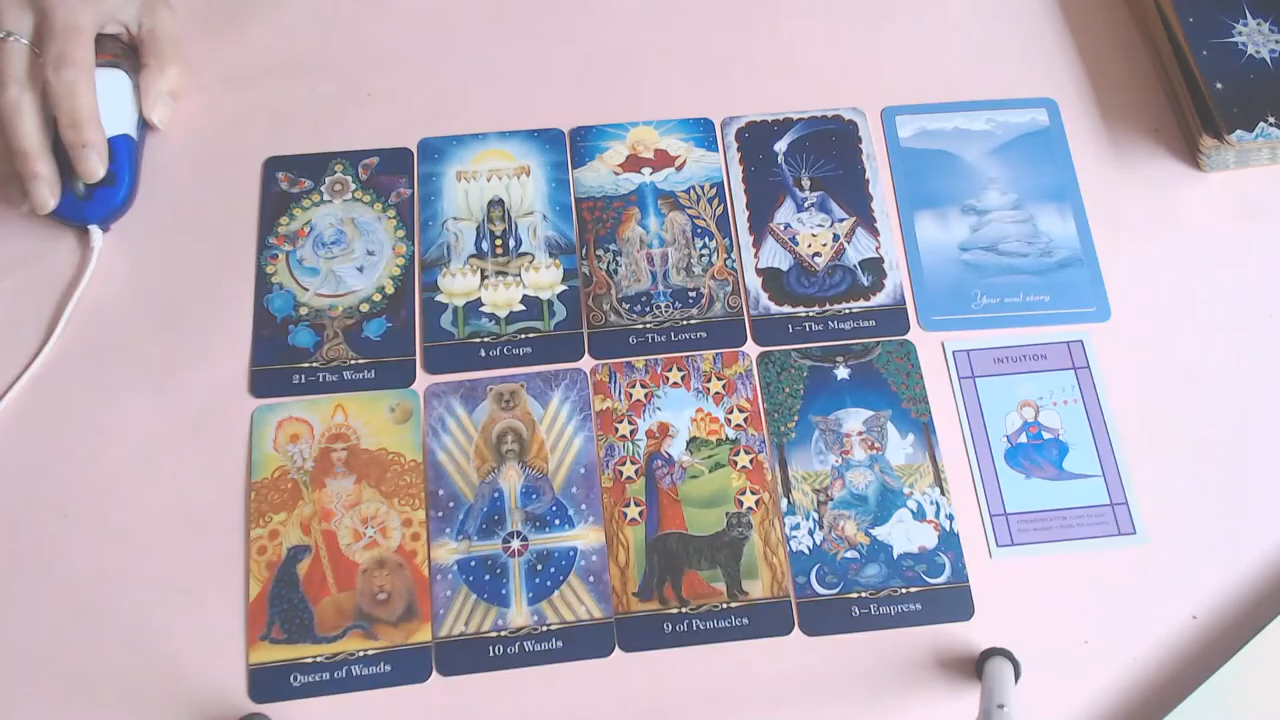 21~The World
4 of Cups
6~The Lovers
1~The Magician
Your soul story
Queen of Wands
10 of Wands
9 of Pentacles
3~Empress
INTUITION
? ? ?
COMMUNICATION